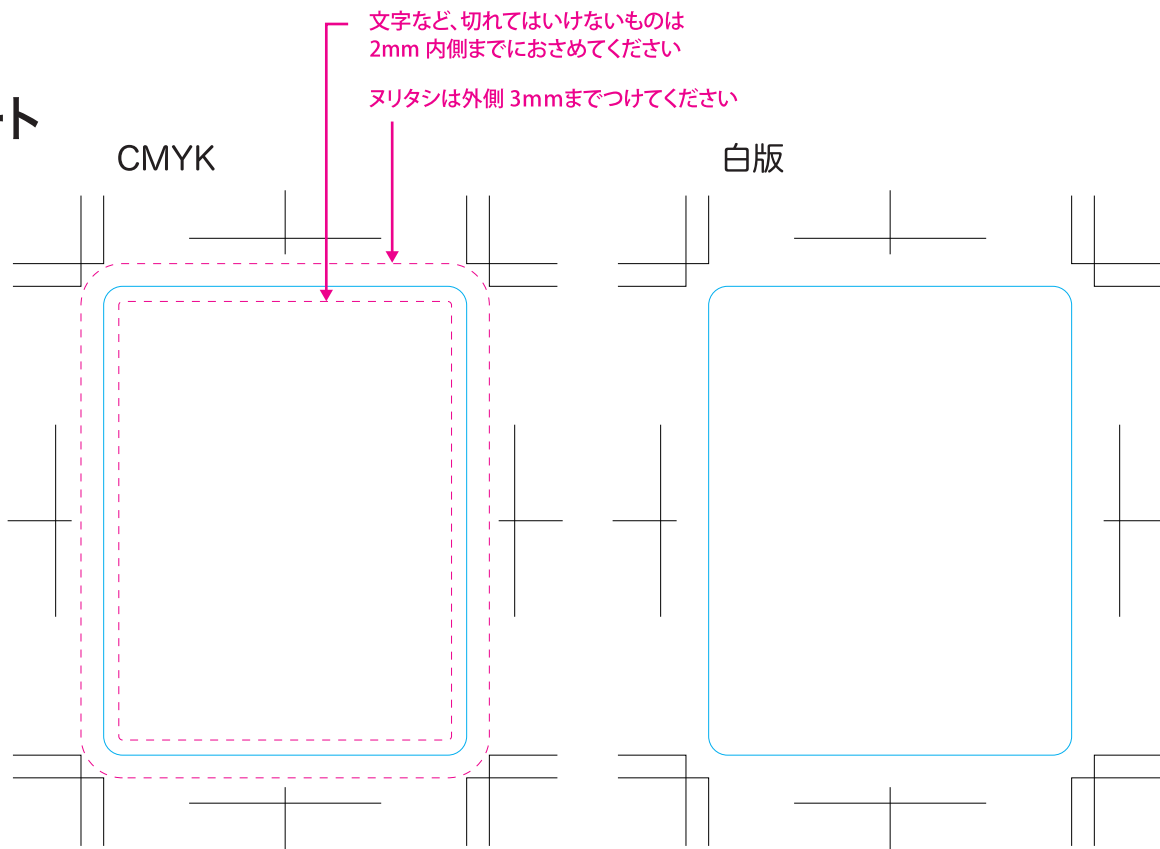 文字など、切れてはいけないものは
2mm 内側までにおさめてください
ヌリタシは外側 3mmまでつけてください
ート
CMYK
白版